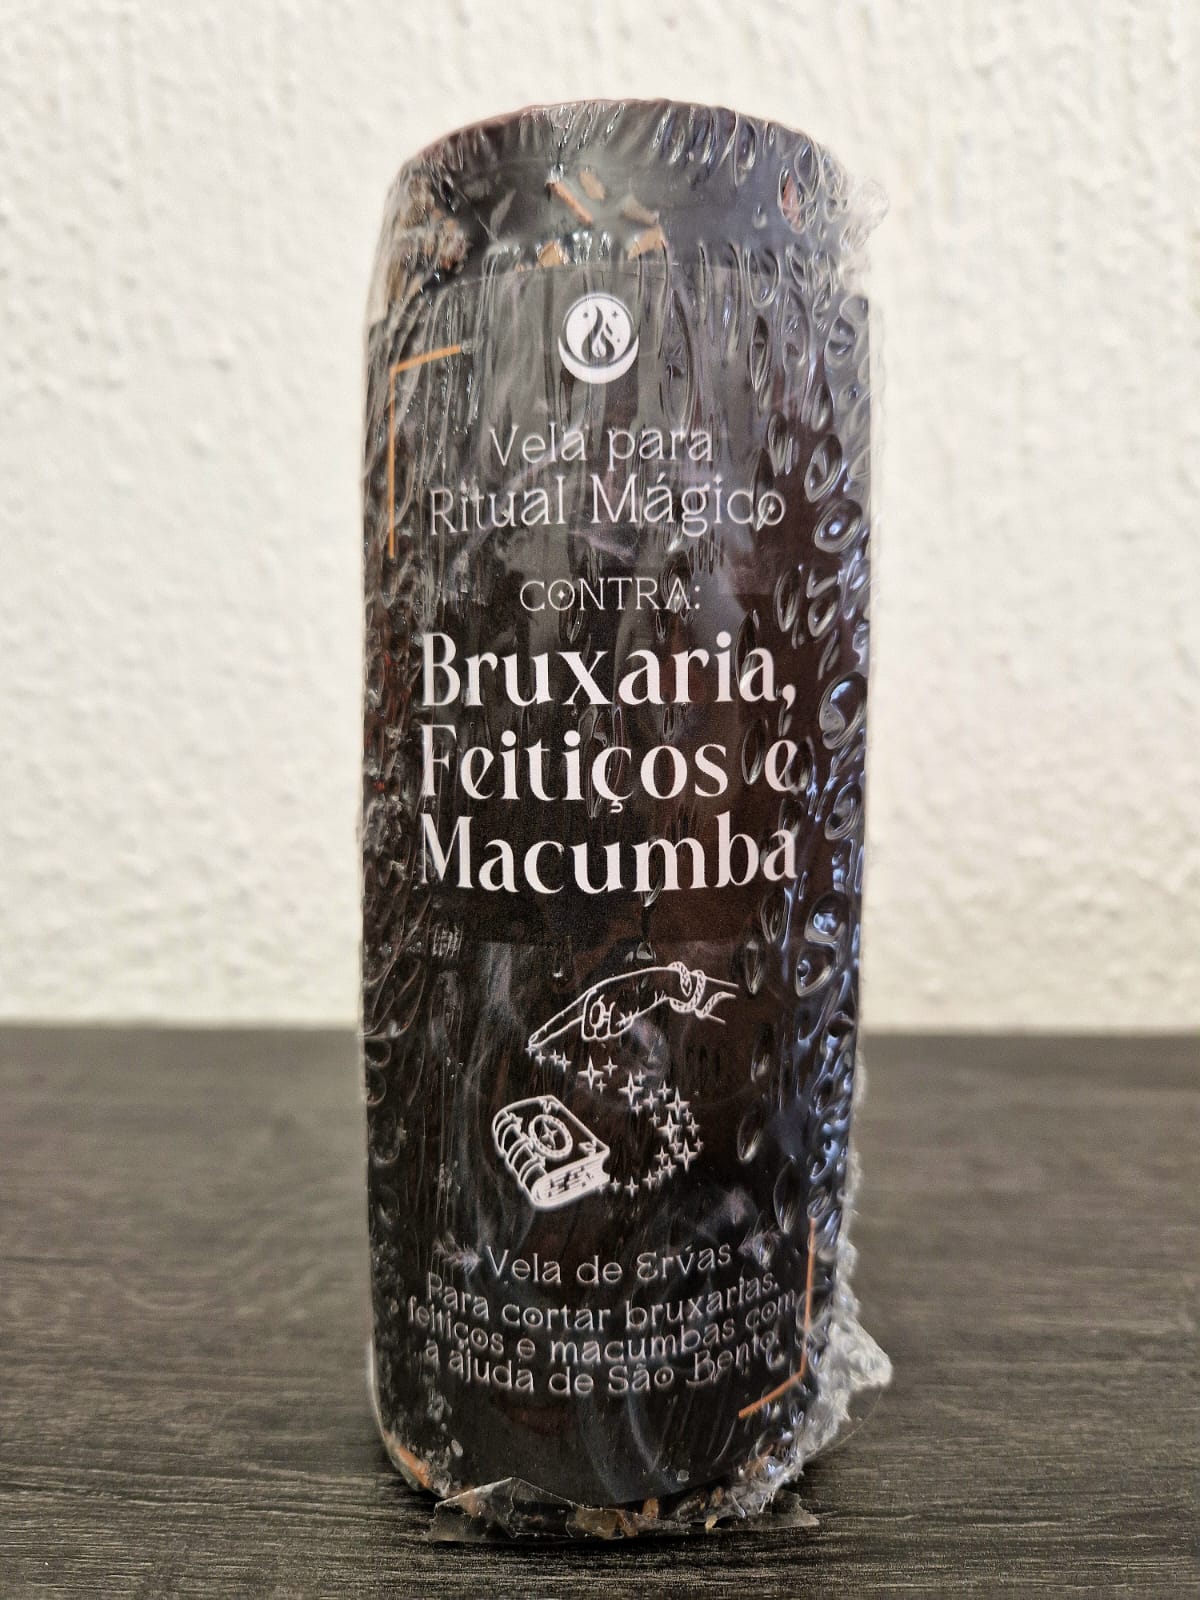 Vela para
Ritual Mágico
CONTRA:
Bruxaria,
Feitiços e
Macumba
Vela de Ervas
Para cortar bruxarias,
feitiços e macumbas com
a ajuda de São Bento.